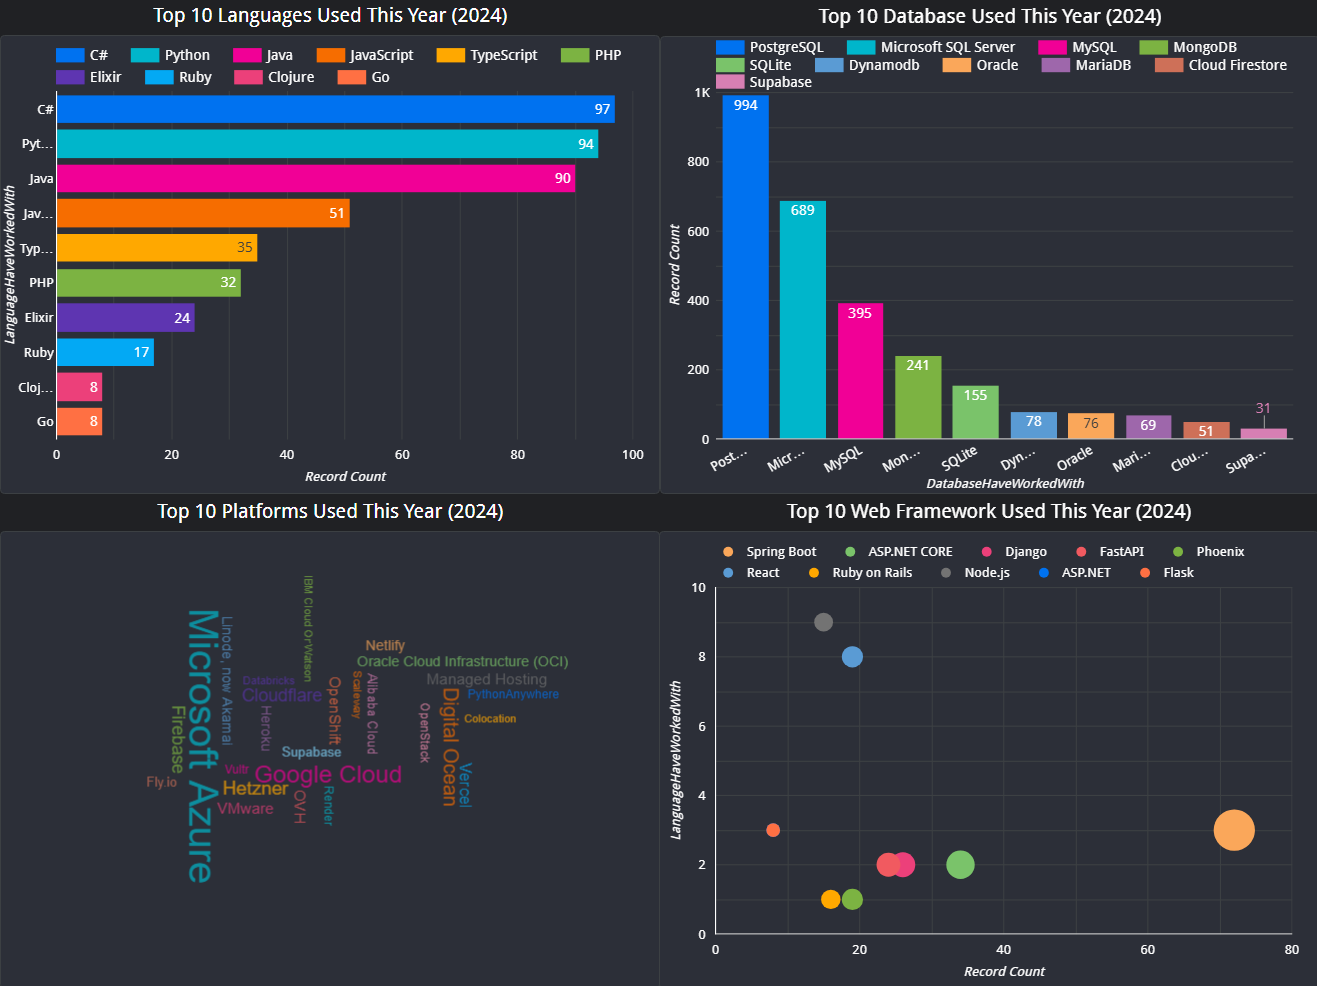 Top 10 Languages Used This Year (2024)
C# Python Java JavaScript TypeScript PHP
Elixir Ruby Clojure Go
LanguageHaveWorkedWith
C# 97
Pyt... 94
Java 90
Jav... 51
Typ... 35
PHP 32
Elixir 24
Ruby 17
Cloj... 8
Go 8
0 20 40 60 80 100
Record Count
Top 10 Database Used This Year (2024)
PostgreSQL Microsoft SQL Server MySQL MongoDB
SQLite Dynamodb Oracle MariaDB Cloud Firestore
Supabase
Record Count
1K
800
600
400
200
0
994
689
395
241
155
78
76
69
51
31
Post... Micr... MySQL Mon... SQLite Dyn... Oracle Mari... Clou... Supa...
DatabaseHaveWorkedWith
Top 10 Platforms Used This Year (2024)
IBM Cloud Or Watson
Microsoft Azure
Linode, now Akamai
Netlify
Oracle Cloud Infrastructure (OCI)
Managed Hosting
Databricks
Cloudflare
OpenShift
Scaleway
Alibaba Cloud
PythonAnywhere
Digital Ocean
Colocation
OpenStack
Firebase
Heroku
Supabase
Vultr
Google Cloud
Vercel
Fly.io
Hetzner
OVH
Render
VMware
Top 10 Web Framework Used This Year (2024)
Spring Boot ASP.NET CORE Django FastAPI Phoenix
React Ruby on Rails Node.js ASP.NET Flask
LanguageHaveWorkedWith
10
8
6
4
2
0
0 20 40 60 80
Record Count